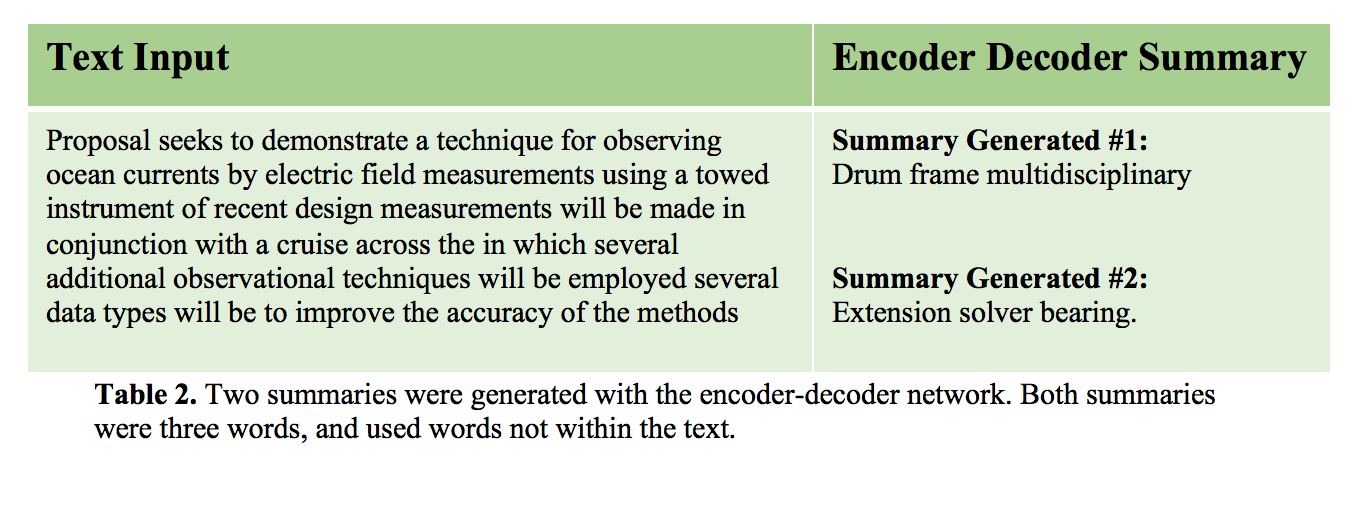 Text Input
Encoder Decoder Summary
Proposal seeks to demonstrate a technique for observing
ocean currents by electric field measurements using a towed
instrument of recent design measurements will be made in
conjunction with a cruise across the in which several
additional observational techniques will be employed several
data types will be to improve the accuracy of the methods
Summary Generated #1:
Drum frame multidisciplinary
Summary Generated #2:
Extension solver bearing.
Table 2. Two summaries were generated with the encoder-decoder network. Both summaries
were three words, and used words not within the text.